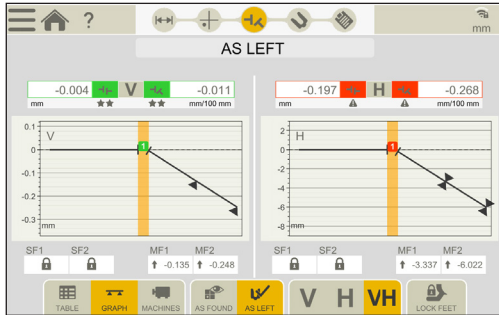 ?
mm
AS LEFT
-0.004 V -0.011
mm mm/100 mm
-0.197 H -0.268
mm mm/100 mm
V
0.1
0
-0.1
-0.2
-0.3
mm
1
H
2
0
-2
-4
-6
-8
mm
1
SF1 SF2 MF1 MF2
-0.135 -0.248
SF1 SF2 MF1 MF2
-3.337 -6.022
TABLE GRAPH MACHINES AS FOUND AS LEFT V H VH LOCK FEET